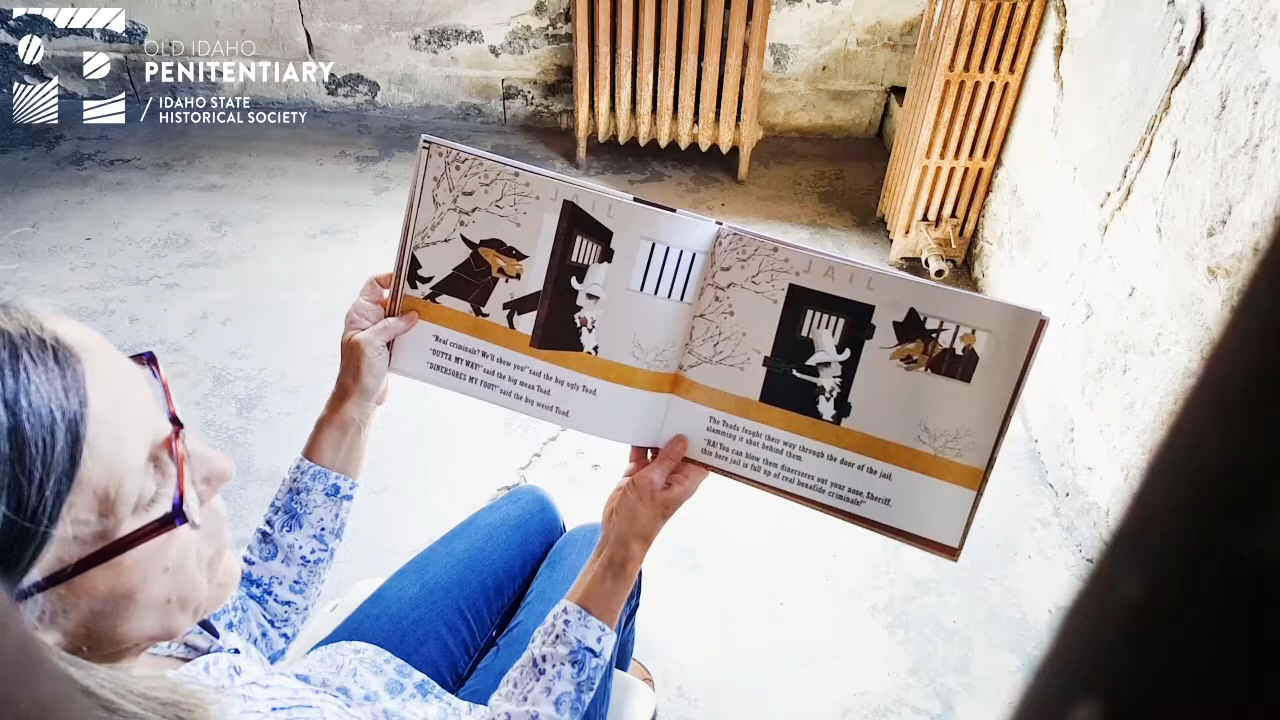 OLD IDAHO
PENITENTIARY
/ IDAHO STATE
HISTORICAL SOCIETY
JAIL
"Real criminals? We'll show you!" said the big ugly Toad.
"OUTTA MY WAY!" said the big mean Toad.
"DINERSORES MY FOOT!" said the big weird Toad.
JAIL
The Toads fought their way through the door of the jail,
slamming it shut behind them.
"HA! You can blow them dinersores out your nose, Sheriff,
this here jail is full up of real bonafide criminals!"